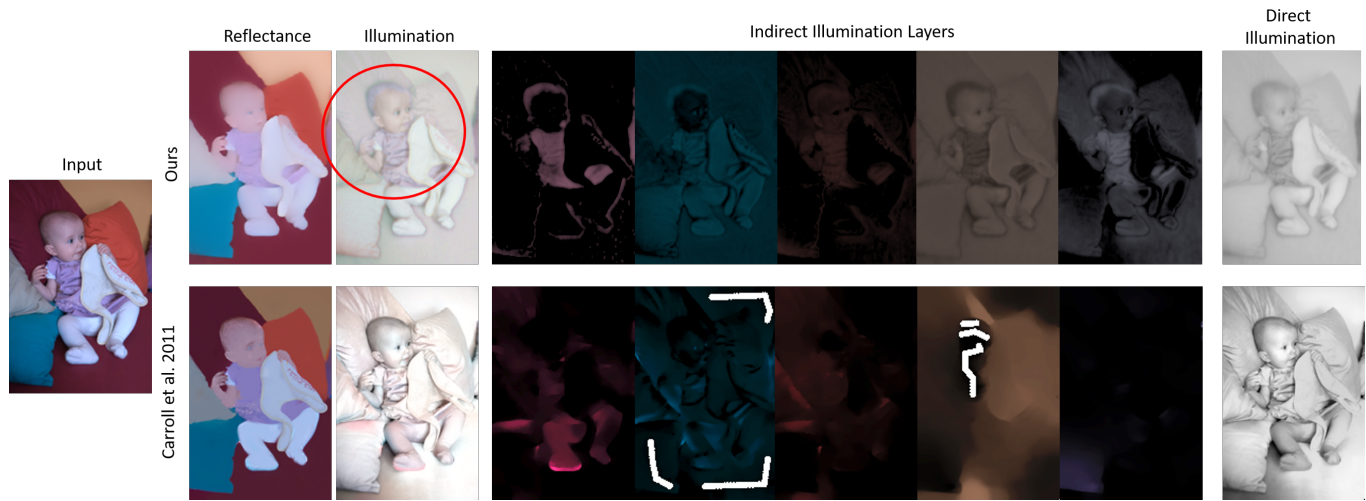 Reflectance
Illumination
Indirect Illumination Layers
Direct
Illumination
Input
Ours
Carroll et al. 2011